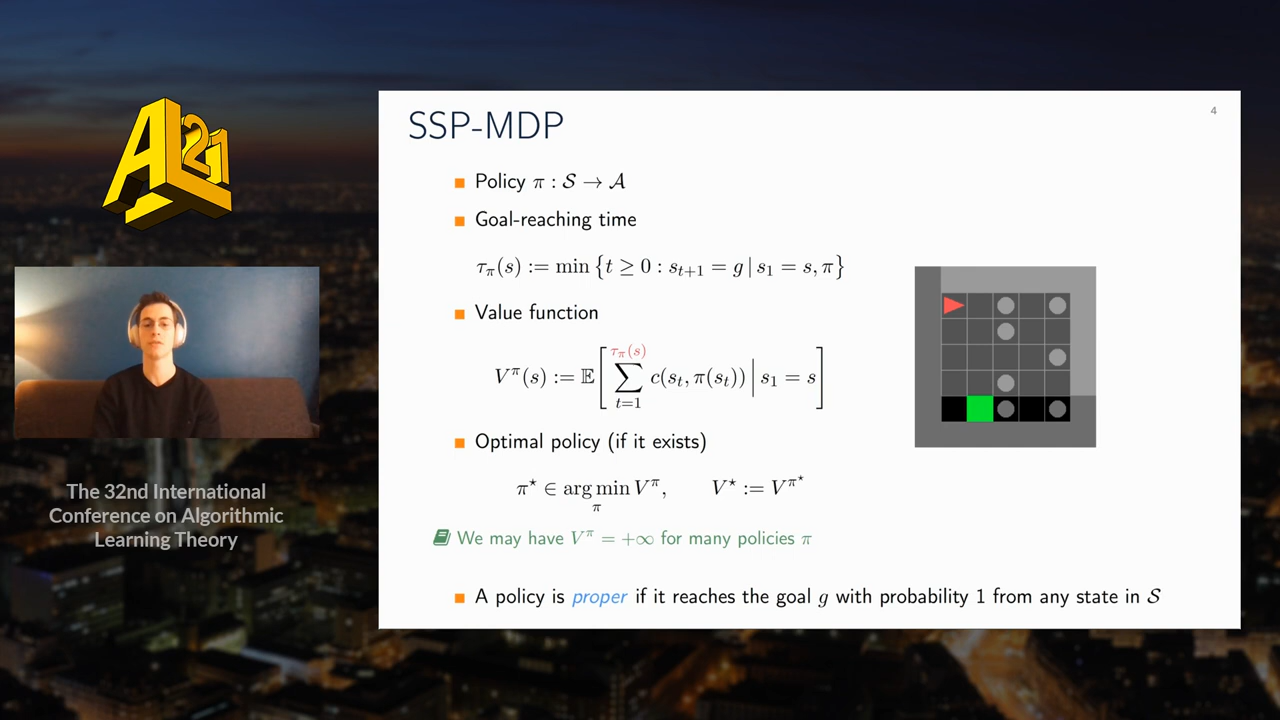 AL21
The 32nd International
Conference on Algorithmic
Learning Theory
4
SSP-MDP
Policy π : 𝒮 → 𝒜
Goal-reaching time
τ_π(s) := min {t ≥ 0 : s_{t+1} = g | s_1 = s, π}
Value function
V^π(s) := 𝔼[ ∑_{t=1}^{τ_π(s)} c(s_t, π(s_t)) | s_1 = s ]
Optimal policy (if it exists)
π^⋆ ∈ arg min_π V^π,  V^⋆ := V^{π^⋆}
We may have V^π = +∞ for many policies π
A policy is proper if it reaches the goal g with probability 1 from any state in 𝒮